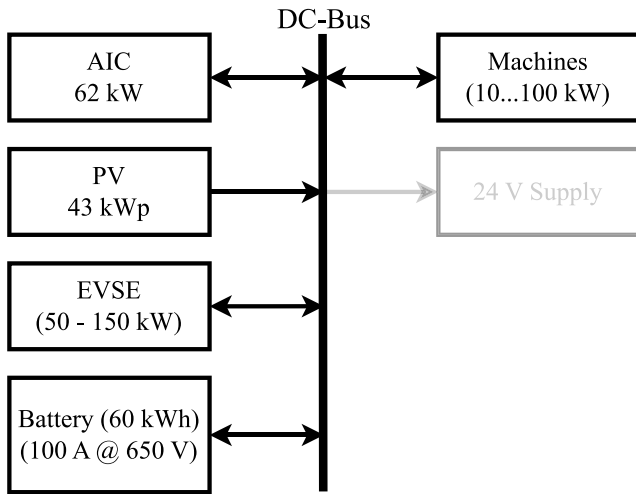 DC-Bus
AIC
62 kW
Machines
(10...100 kW)
PV
43 kWp
24 V Supply
EVSE
(50 - 150 kW)
Battery (60 kWh)
(100 A @ 650 V)